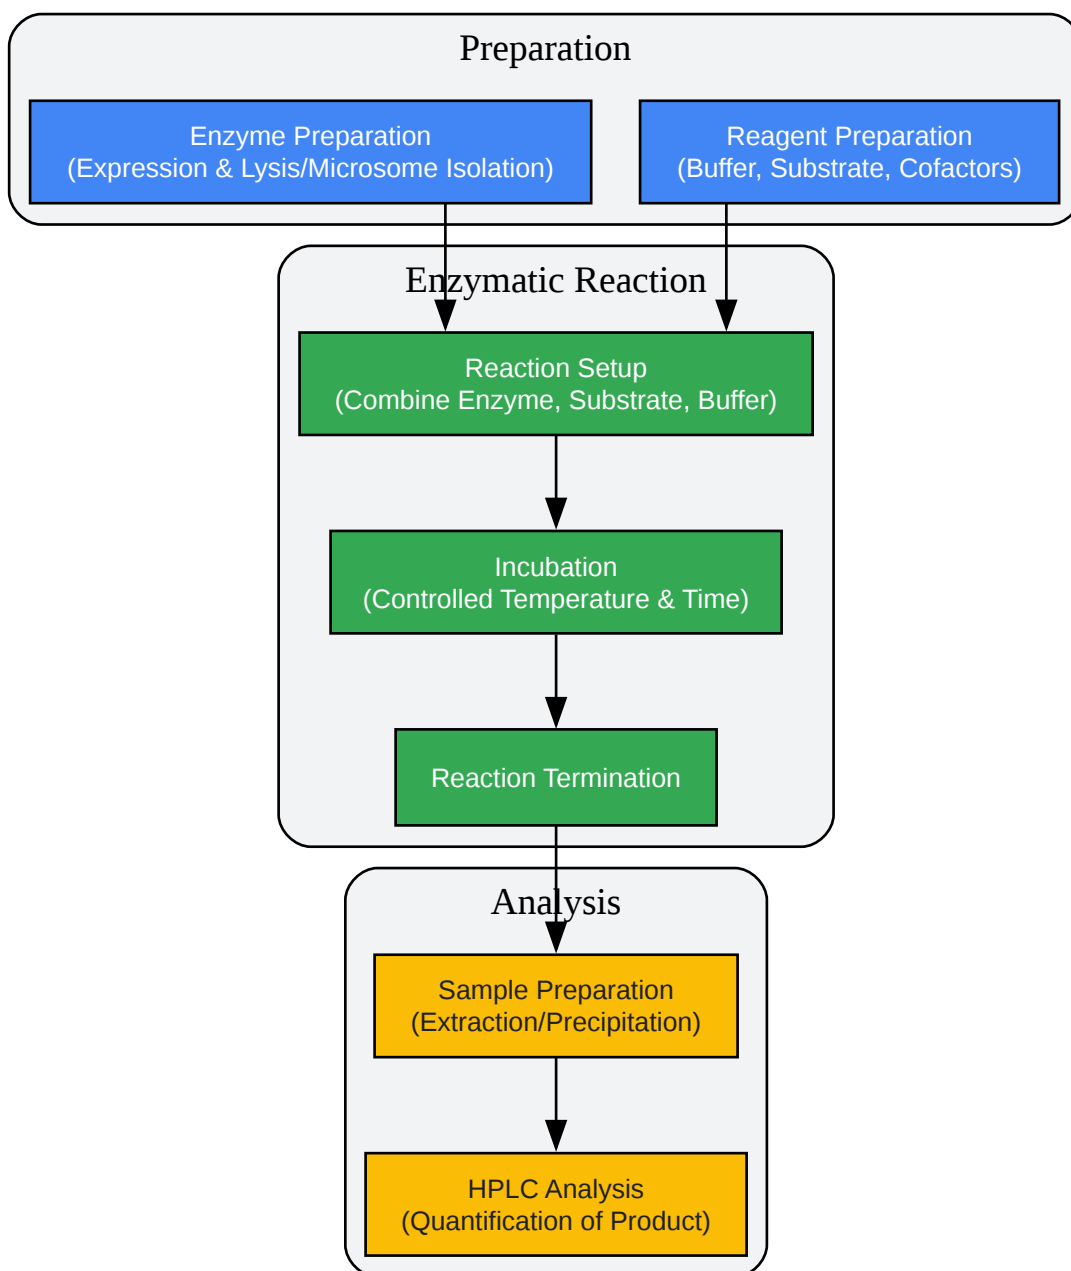 Preparation
Enzyme Preparation
(Expression & Lysis/Microsome Isolation)
Reagent Preparation
(Buffer, Substrate, Cofactors)
Enzymatic Reaction
Reaction Setup
(Combine Enzyme, Substrate, Buffer)
Incubation
(Controlled Temperature & Time)
Reaction Termination
Analysis
Sample Preparation
(Extraction/Precipitation)
HPLC Analysis
(Quantification of Product)